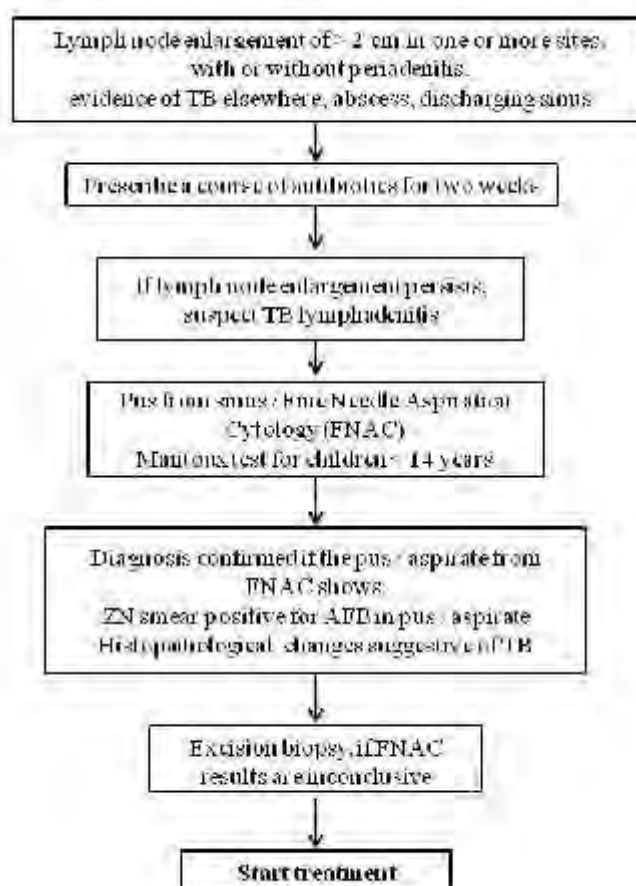 Lymph node enlargement of > 2 cm in one or more sites,
with or without periadenitis,
evidence of TB elsewhere, abscess, discharging sinus
Prescribe a course of antibiotics for two weeks
If lymph node enlargement persists,
suspect TB lymphadenitis
Pus from sinus / Fine Needle Aspiration
Cytology (FNAC)
Mantoux test for children < 14 years
Diagnosis confirmed if the pus / aspirate from
FNAC shows
ZN smear positive for AFB in pus / aspirate
Histopathological changes suggestive of TB
Excision biopsy, if FNAC
results are inconclusive
Start treatment